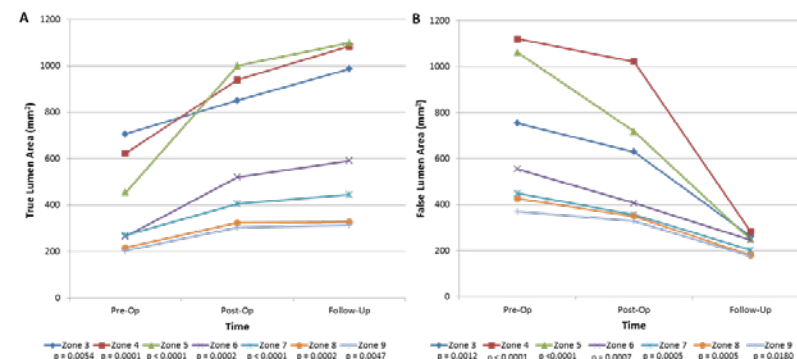 A
True Lumen Area (mm²)
1200
1000
800
600
400
200
0
Pre-Op Post-Op Follow-Up
Time
Zone 3 Zone 4 Zone 5 Zone 6 Zone 7 Zone 8 Zone 9
p = 0.0054 p = 0.0001 p < 0.0001 p = 0.0002 p < 0.0001 p = 0.0002 p = 0.0047
B
False Lumen Area (mm²)
1200
1000
800
600
400
200
0
Pre-Op Post-Op Follow-Up
Time
Zone 3 Zone 4 Zone 5 Zone 6 Zone 7 Zone 8 Zone 9
p = 0.0012 p < 0.0001 p <0.0001 p = 0.0007 p = 0.0005 p = 0.0005 p = 0.0180